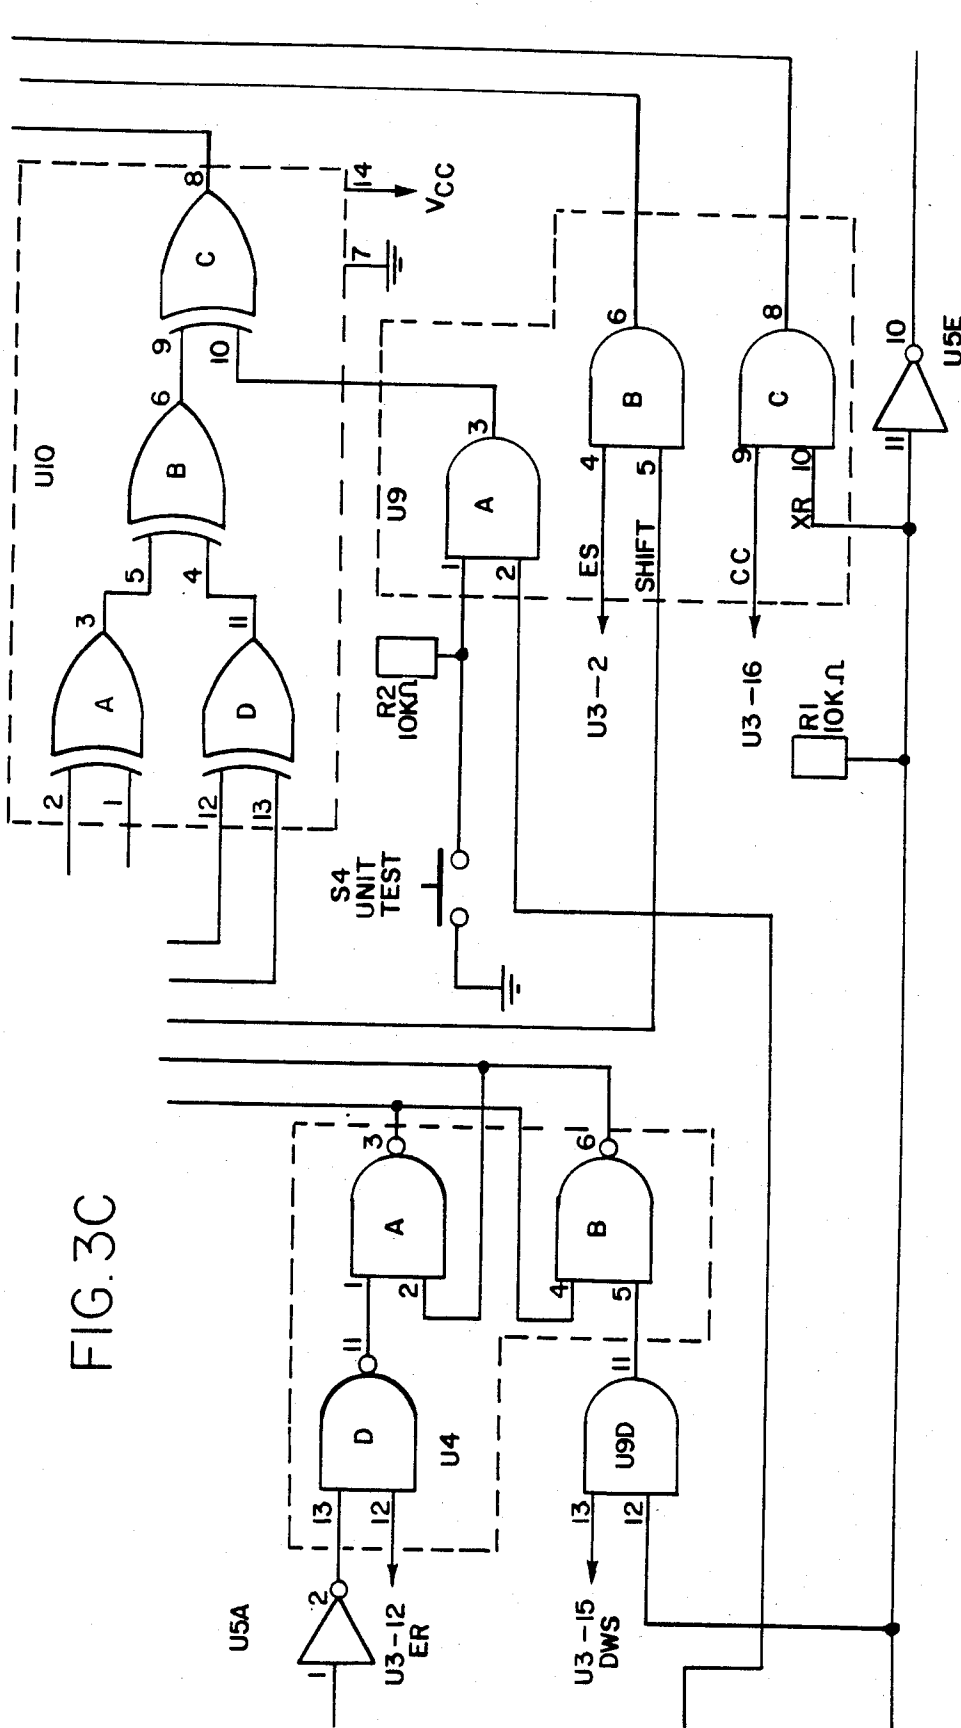 FIG. 3C
U10
2
1
A
3
12
13
D
11
5
4
B
6
9
10
C
8
7
14
VCC
U9
R2
10KΩ
1
2
A
3
S4
UNIT
TEST
U3-2
ES
SHIFT
4
5
B
6
U3-16
CC
XR
9
10
C
8
R1
10KΩ
11
10
U5E
U5A
1
2
U3-12
ER
13
12
D
11
U4
1
2
A
3
4
5
B
6
U3-15
DWS
13
12
U9D
11